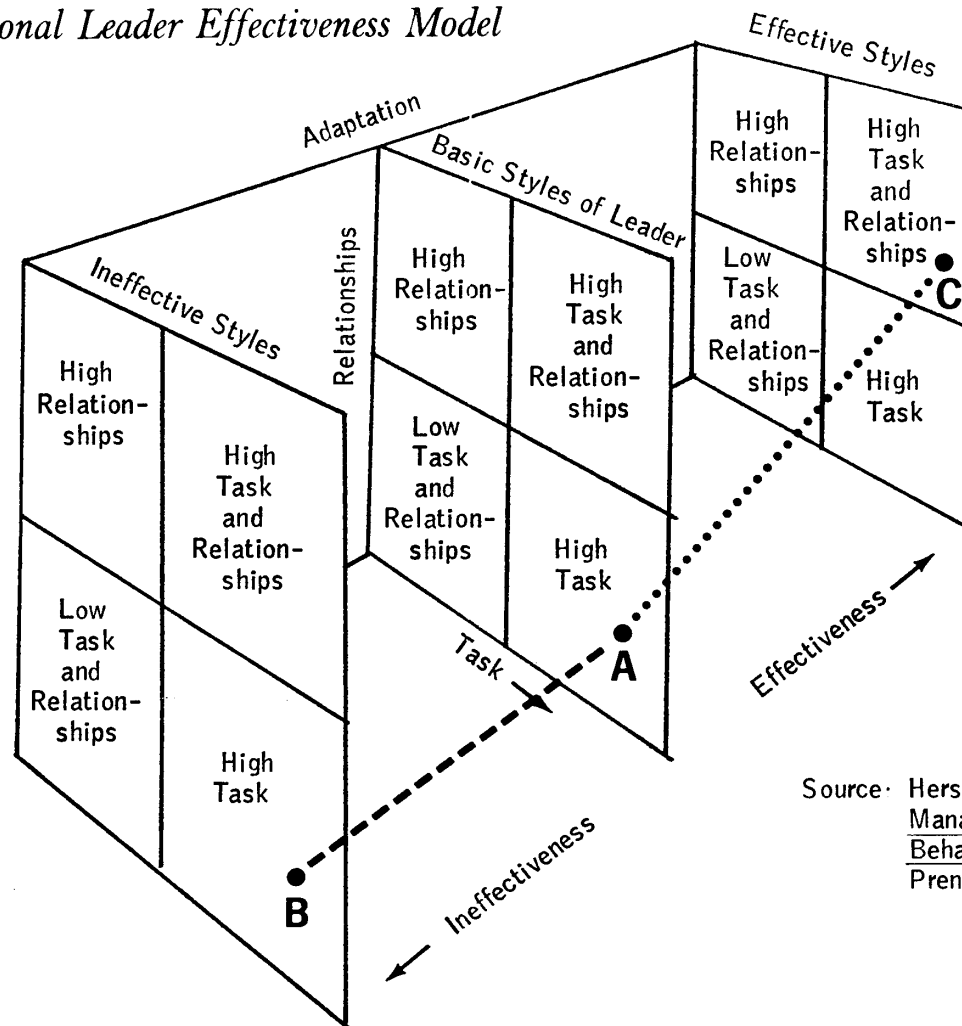 onal Leader Effectiveness Model
Effective Styles
Adaptation
Basic Styles of Leader
Ineffective Styles
Relationships
High
Relation-
ships
High
Task
and
Relation-
ships
Low
Task
and
Relation-
ships
High
Task
C
High
Relation-
ships
High
Task
and
Relation-
ships
Low
Task
and
Relation-
ships
High
Task
A
Task
High
Relation-
ships
High
Task
and
Relation-
ships
Low
Task
and
Relation-
ships
High
Task
B
Effectiveness
Ineffectiveness
Source· Hers
Mana
Beha
Pren